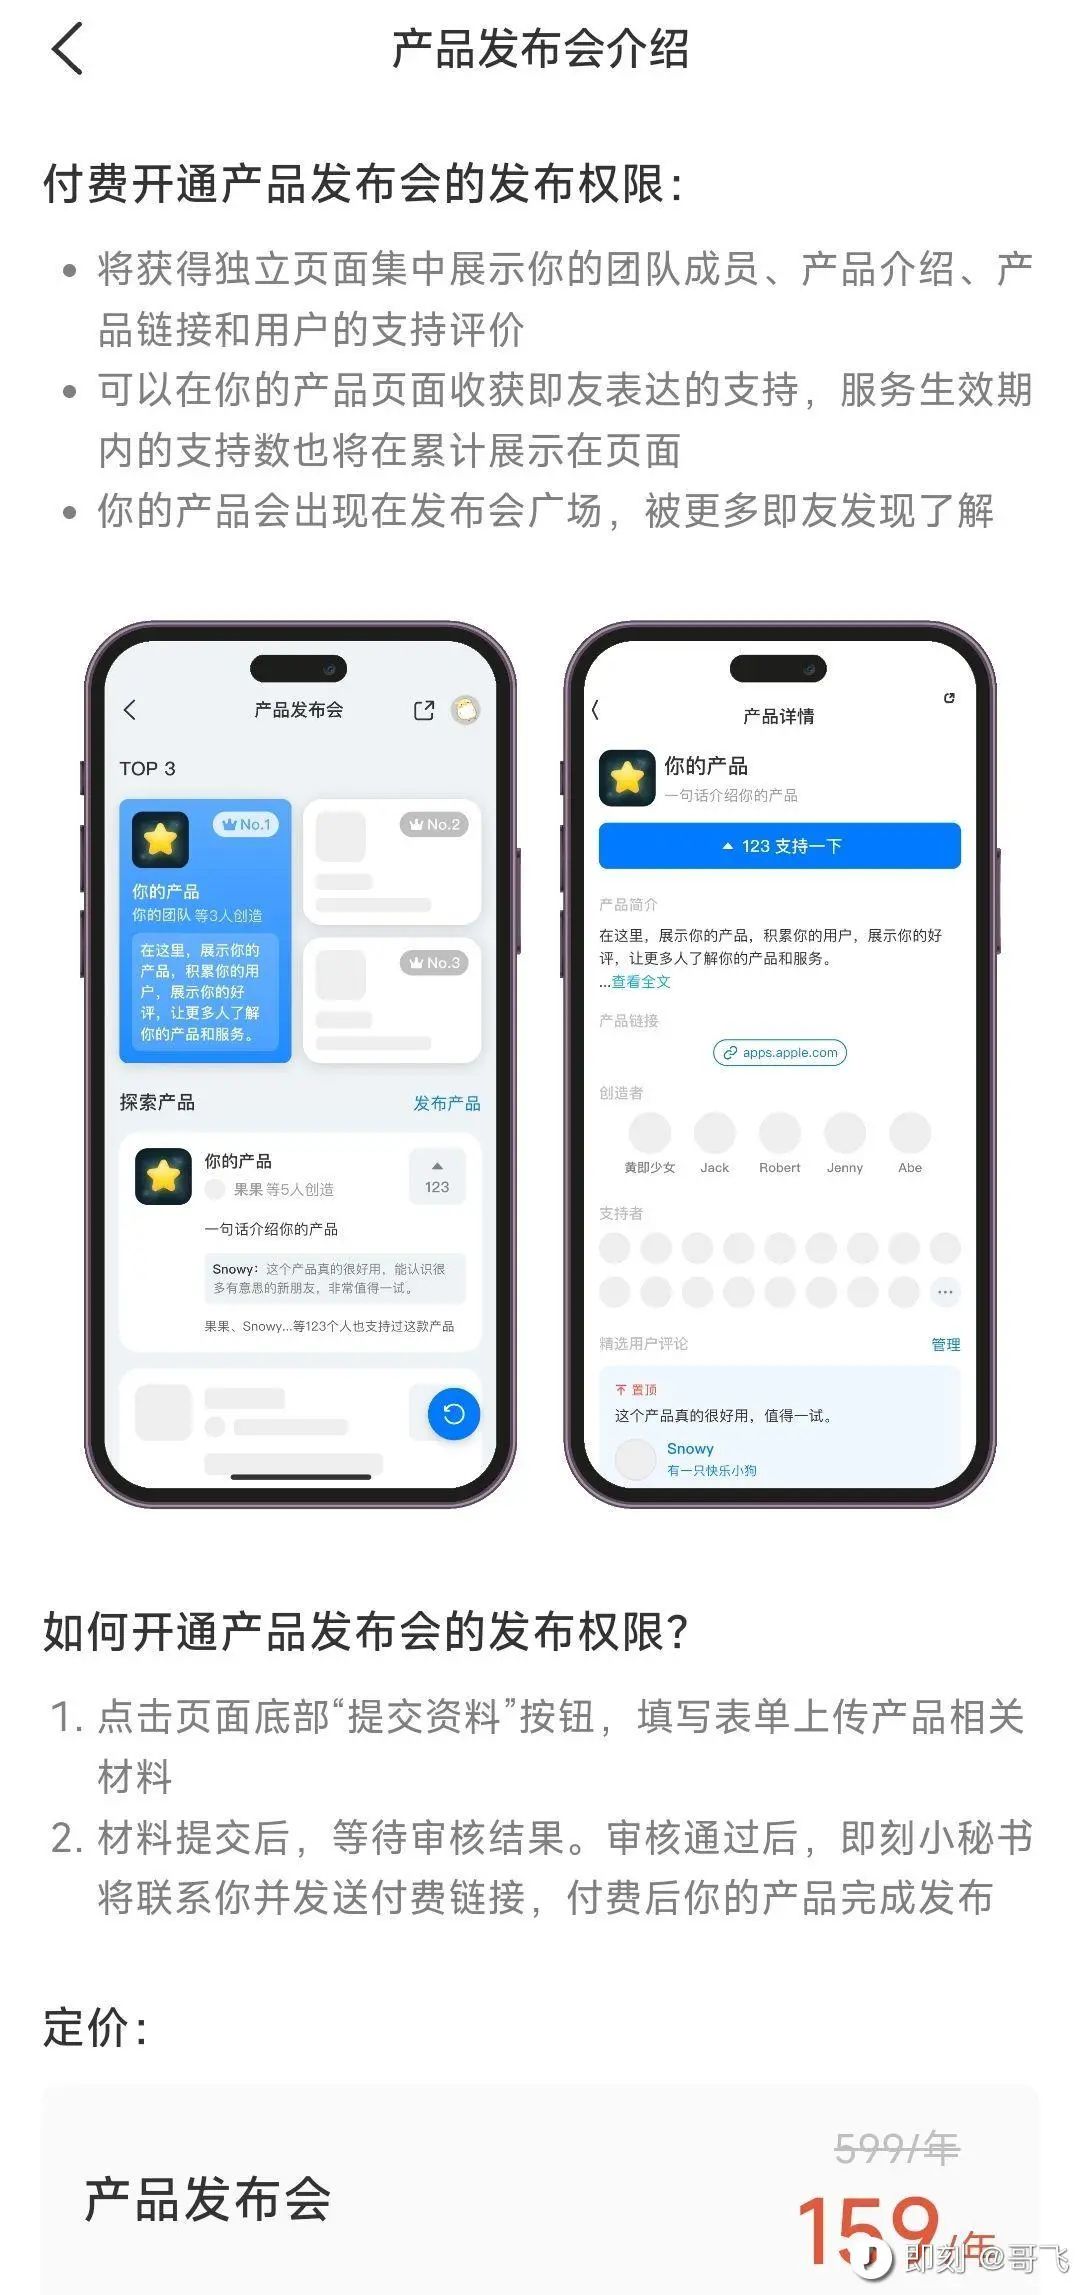 产品发布会介绍
付费开通产品发布会的发布权限：
将获得独立页面集中展示你的团队成员、产品介绍、产
品链接和用户的支持评价
可以在你的产品页面收获即友表达的支持，服务生效期
内的支持数也将在累计展示在页面
你的产品会出现在发布会广场，被更多即友发现了解
产品发布会
TOP 3
No.1
你的产品
你的团队 等3人创造
在这里，展示你的
产品，积累你的用
户，展示你的好
评，让更多人了解
你的产品和服务。
No.2
No.3
探索产品
发布产品
你的产品
果果 等5人创造
123
一句话介绍你的产品
Snowy：这个产品真的很好用，能认识很
多有意思的新朋友，非常值得一试。
果果、Snowy...等123个人也支持过这款产品
产品详情
你的产品
一句话介绍你的产品
123 支持一下
产品简介
在这里，展示你的产品，积累你的用户，展示你的好
评，让更多人了解你的产品和服务。
...查看全文
产品链接
apps.apple.com
创造者
黄即少女 Jack Robert Jenny Abe
支持者
精选用户评论
管理
置顶
这个产品真的很好用，值得一试。
Snowy
有一只快乐小狗
如何开通产品发布会的发布权限？
1. 点击页面底部“提交资料”按钮，填写表单上传产品相关
材料
2. 材料提交后，等待审核结果。审核通过后，即刻小秘书
将联系你并发送付费链接，付费后你的产品完成发布
定价：
599/年
产品发布会
159/年
即刻 @哥飞